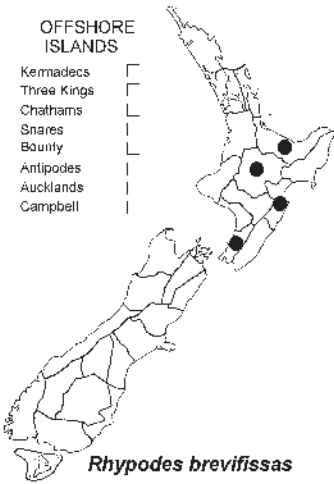 OFFSHORE
ISLANDS
Kermadecs
Three Kings
Chathams
Snares
Bounty
Antipodes
Aucklands
Campbell
Rhypodes brevifissas